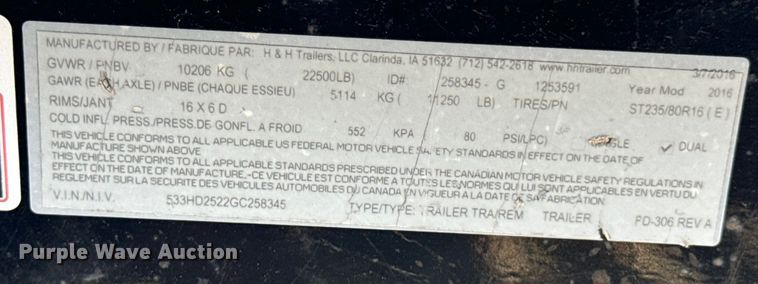 MANUFACTURED BY / FABRIQUE PAR: H & H Trailers, LLC Clarinda, IA 51632 (712) 542-2618 www.hhtrailer.com 3/7/2016
GVWR / PNBV 10206 KG ( 22500LB) ID# 258345 - G 1253591 Year Mod 2016
GAWR (EACH AXLE) / PNBE (CHAQUE ESSIEU) 5114 KG ( 11250 LB) TIRES/PN ST235/80R16 ( E )
RIMS/JANT 16 X 6 D
COLD INFL. PRESS./PRESS.DE GONFL. A FROID 552 KPA ( 80 PSI/LPC) ✓ DUAL
THIS VEHICLE CONFORMS TO ALL APPLICABLE US FEDERAL MOTOR VEHICLE SAFETY STANDARDS IN EFFECT ON THE DATE OF
MANUFACTURE SHOWN ABOVE
THIS VEHICLE CONFORMS TO ALL APPLICABLE STANDARDS PRESCRIBED UNDER THE CANADIAN MOTOR VEHICLE SAFETY REGULATIONS IN
EFFECT ON THE DATE OF MANUFACTURE.-CE VEHICULE EST CONFORME A TOUTES LES NORMES QUI LUI SONT APPLICABLES EN VERTU DU
REGLEMENT SUR LA SECURITE DES VEHICULES AUTOMOBILES DU CANADA EN VIGUEUR A LA DATE DE SA FABRICATION
V.I.N./N.I.V. 533HD2522GC258345 TYPE/TYPE: TRAILER TRA/REM TRAILER PD-306 REV A
Purple Wave Auction